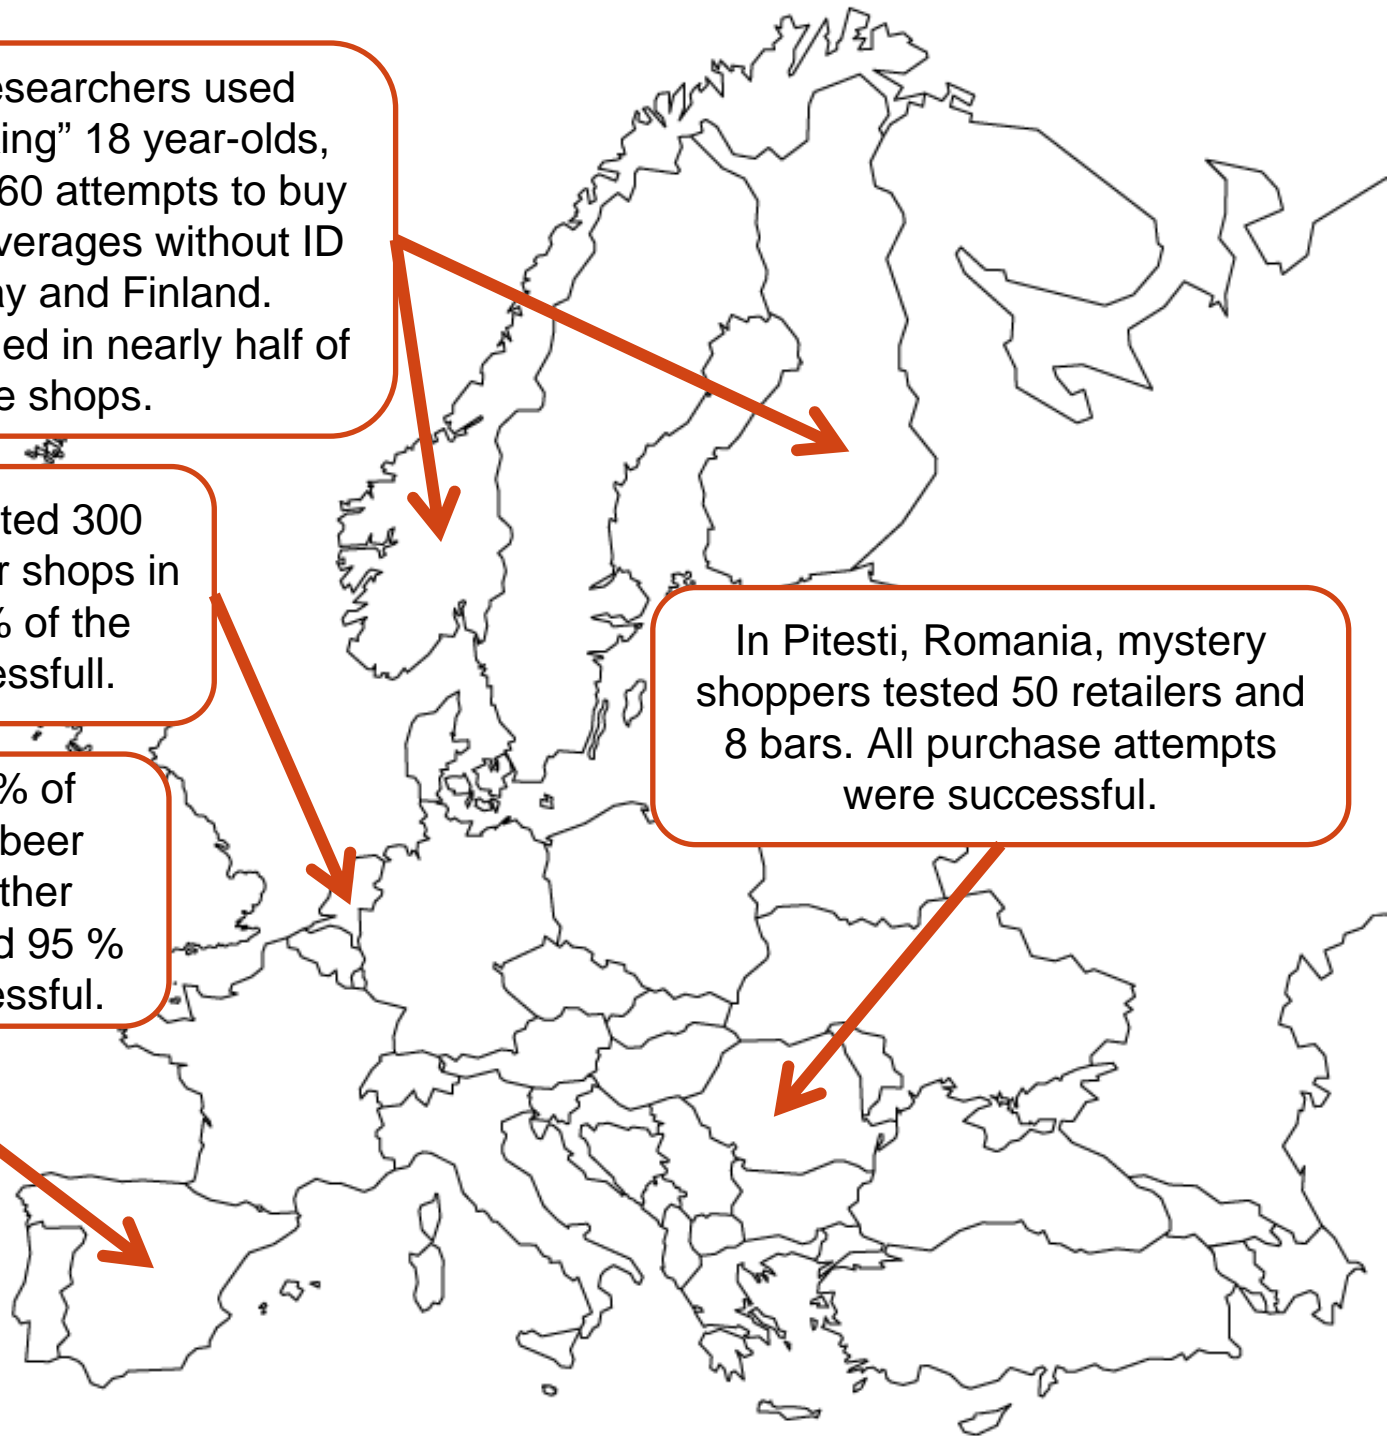 esearchers used
king” 18 year-olds,
60 attempts to buy
verages without ID
ay and Finland.
ed in nearly half of
e shops.
ted 300
r shops in
% of the
essfull.
% of
beer
ther
d 95 %
essful.
In Pitesti, Romania, mystery
shoppers tested 50 retailers and
8 bars. All purchase attempts
were successful.